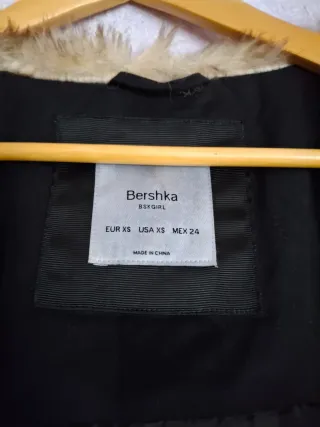 Bershka
BSKGIRL
EUR XS USA XS MEX 24
MADE IN CHINA